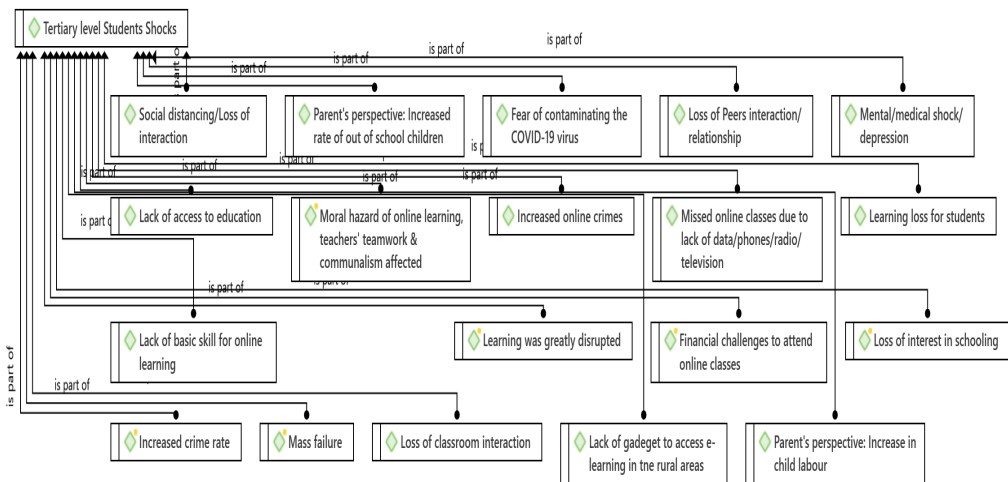 Tertiary level Students Shocks
is part of
is part of
is part of
is part of
is part o
Social distancing/Loss of
interaction
Parent's perspective: Increased
rate of out of school children
Fear of contaminating the
COVID-19 virus
Loss of Peers interaction/
relationship
Mental/medical shock/
depression
is p
is part of
is part of
is part of
is part of
is part of
Lack of access to education
Moral hazard of online learning,
teachers' teamwork &
communalism affected
Increased online crimes
Missed online classes due to
lack of data/phones/radio/
television
Learning loss for students
is part o
is part of
is part of
Lack of basic skill for online
learning
Learning was greatly disrupted
Financial challenges to attend
online classes
Loss of interest in schooling
is part of
is part of
Increased crime rate
Mass failure
Loss of classroom interaction
Lack of gadeget to access e-
learning in tne rural areas
Parent's perspective: Increase in
child labour